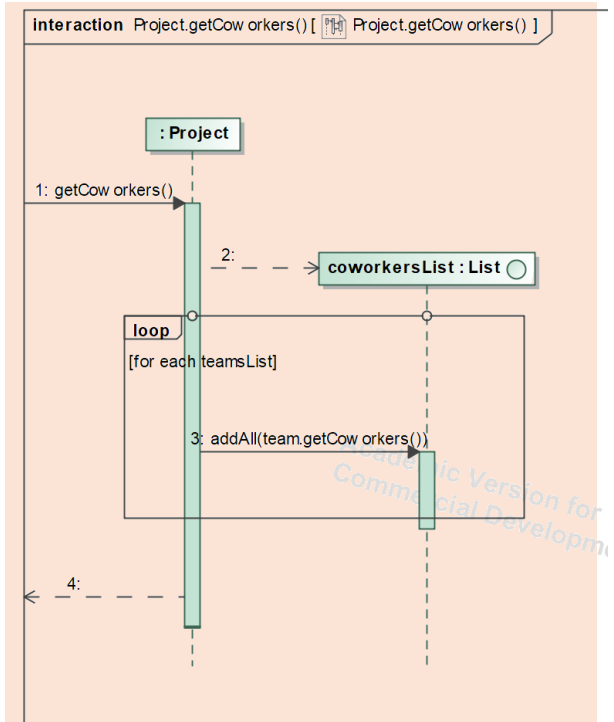 interaction Project.getCow orkers() [ Project.getCow orkers() ]
: Project
1: getCow orkers()
2:
coworkersList : List
loop
[for each teamsList]
3: addAll(team.getCow orkers())
Academic Version for
Commercial Developme
4: